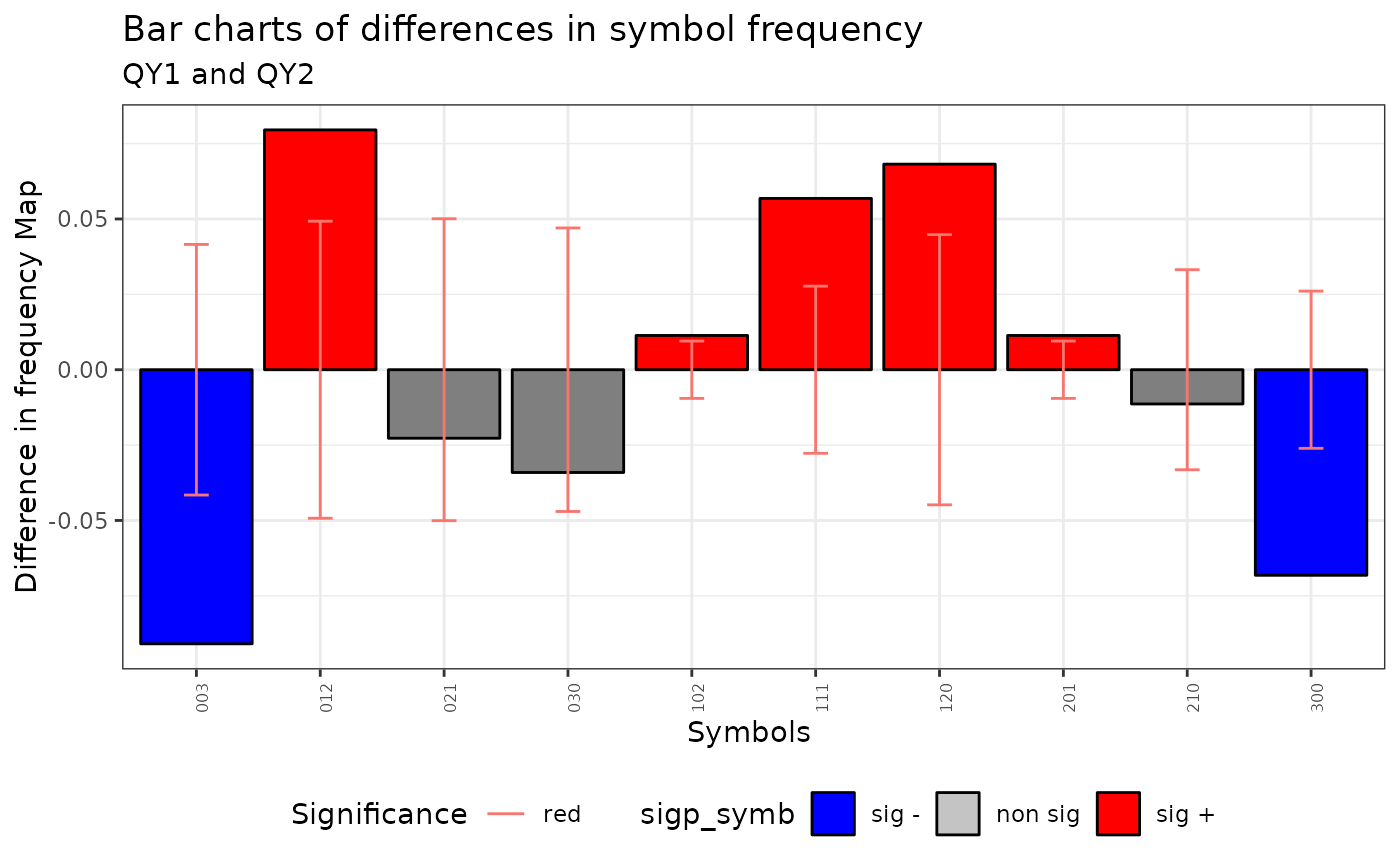 Bar charts of differences in symbol frequency
QY1 and QY2
Difference in frequency Map
0.05
0.00
-0.05
003 012 021 030 102 111 120 201 210 300
Symbols
Significance red sigp_symb sig - non sig sig +